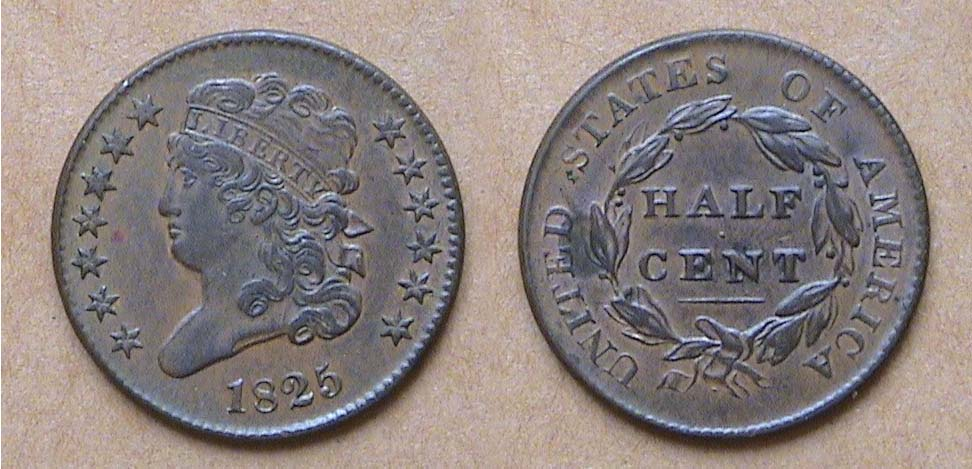 LIBERTY
1825
UNITED STATES OF AMERICA
HALF
CENT